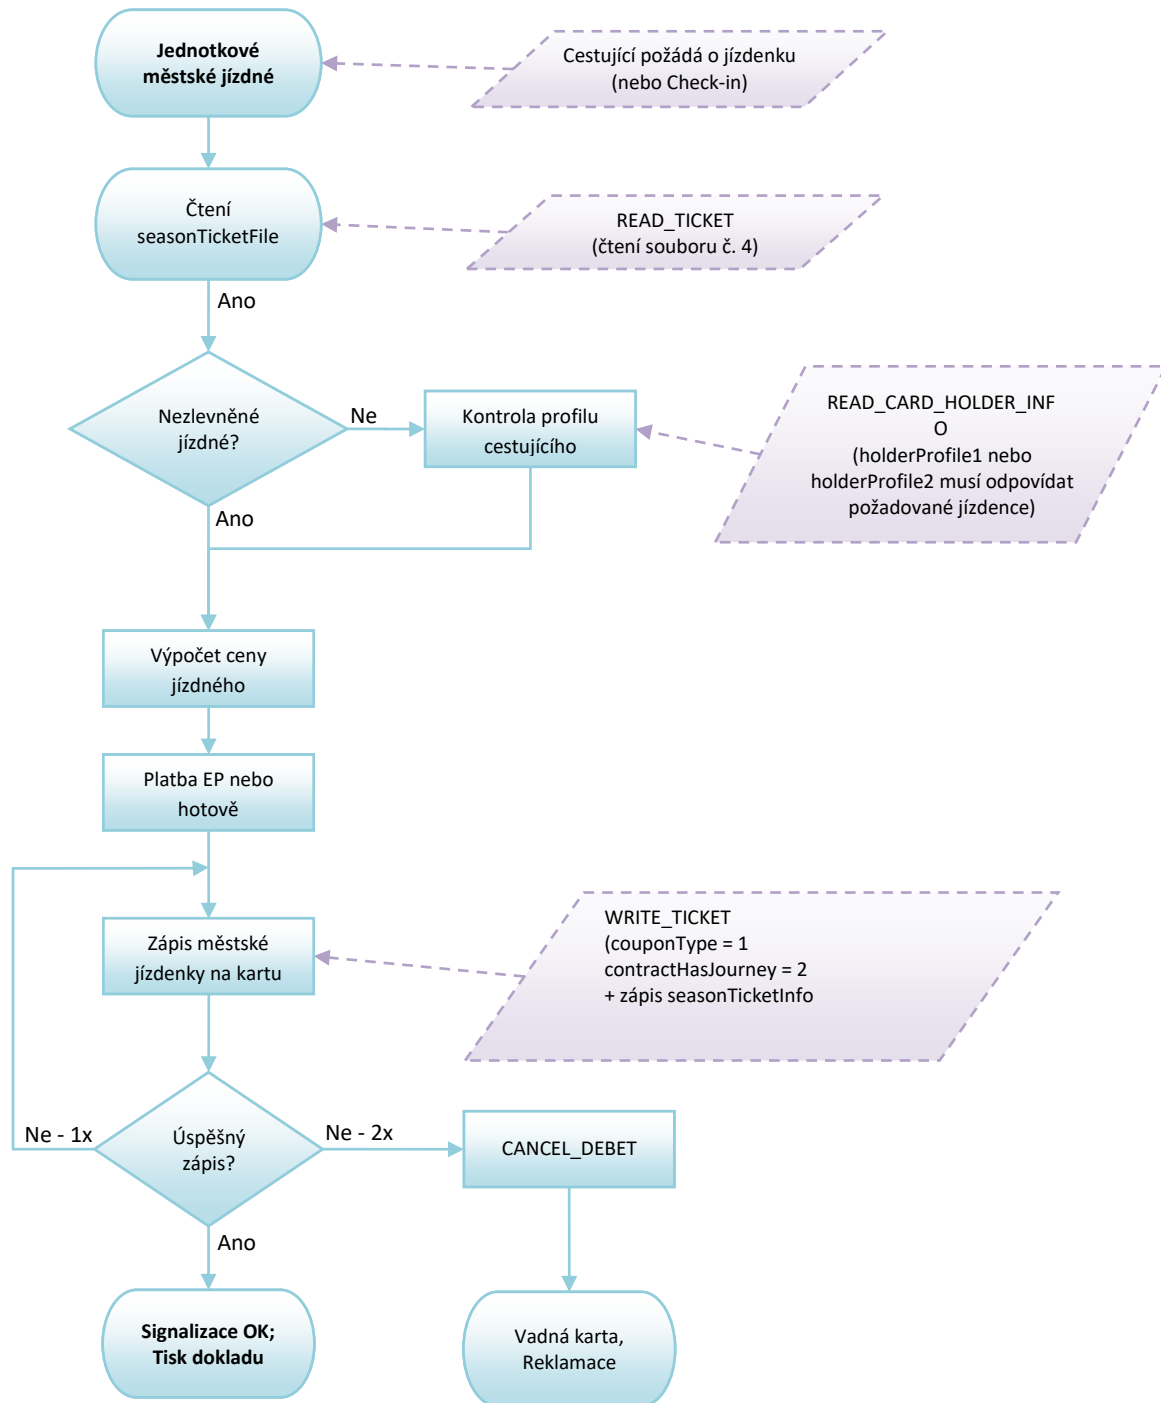 Jednotkové
městské jízdné
Cestující požádá o jízdenku
(nebo Check-in)
Čtení
seasonTicketFile
READ_TICKET
(čtení souboru č. 4)
Ano
Nezlevněné
jízdné?
Ne
Kontrola profilu
cestujícího
READ_CARD_HOLDER_INF
O
(holderProfile1 nebo
holderProfile2 musí odpovídat
požadované jízdence)
Ano
Výpočet ceny
jízdného
Platba EP nebo
hotově
Zápis městské
jízdenky na kartu
WRITE_TICKET
(couponType = 1
contractHasJourney = 2
+ zápis seasonTicketInfo
Ne - 1x
Úspěšný
zápis?
Ne - 2x
CANCEL_DEBET
Ano
Signalizace OK;
Tisk dokladu
Vadná karta,
Reklamace